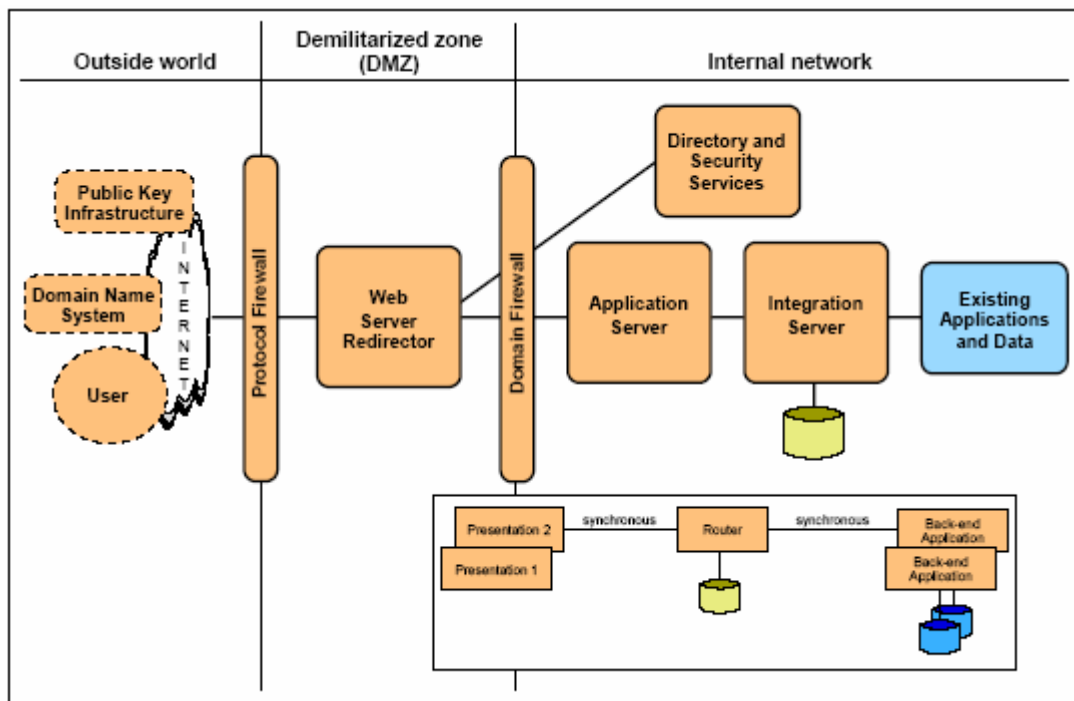 Outside world
Demilitarized zone
(DMZ)
Internal network
Public Key
Infrastructure
Domain Name
System
User
INTERNET
Protocol Firewall
Web
Server
Redirector
Domain Firewall
Directory and
Security
Services
Application
Server
Integration
Server
Existing
Applications
and Data
Presentation 2
synchronous
Router
synchronous
Back-end
Application
Presentation 1
Back-end
Application